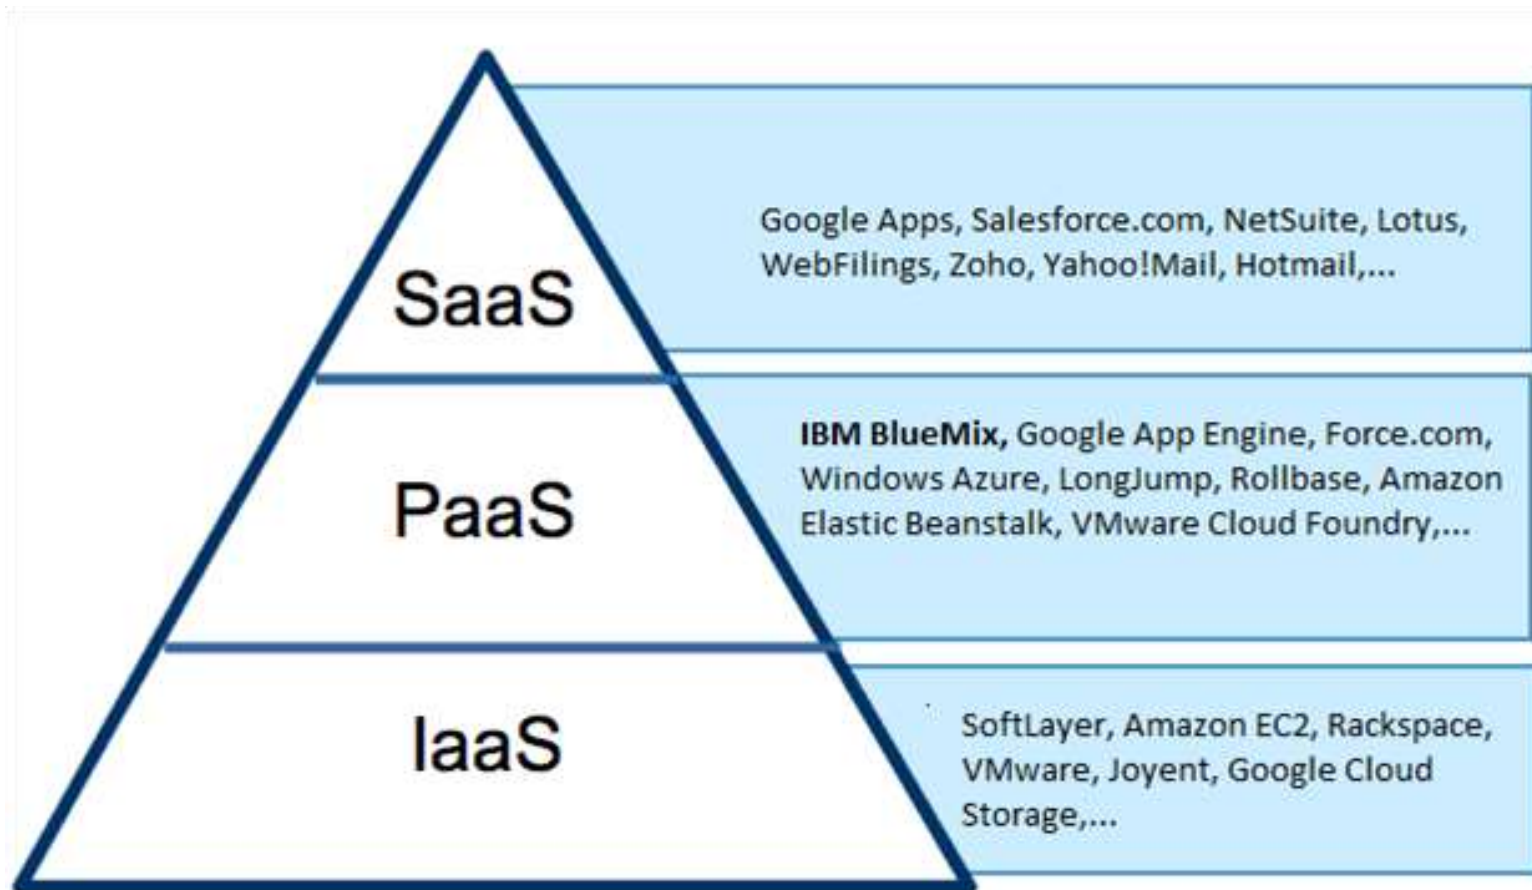 SaaS
Google Apps, Salesforce.com, NetSuite, Lotus,
WebFilings, Zoho, Yahoo!Mail, Hotmail,...
PaaS
IBM BlueMix, Google App Engine, Force.com,
Windows Azure, LongJump, Rollbase, Amazon
Elastic Beanstalk, VMware Cloud Foundry,...
IaaS
SoftLayer, Amazon EC2, Rackspace,
VMware, Joyent, Google Cloud
Storage,...